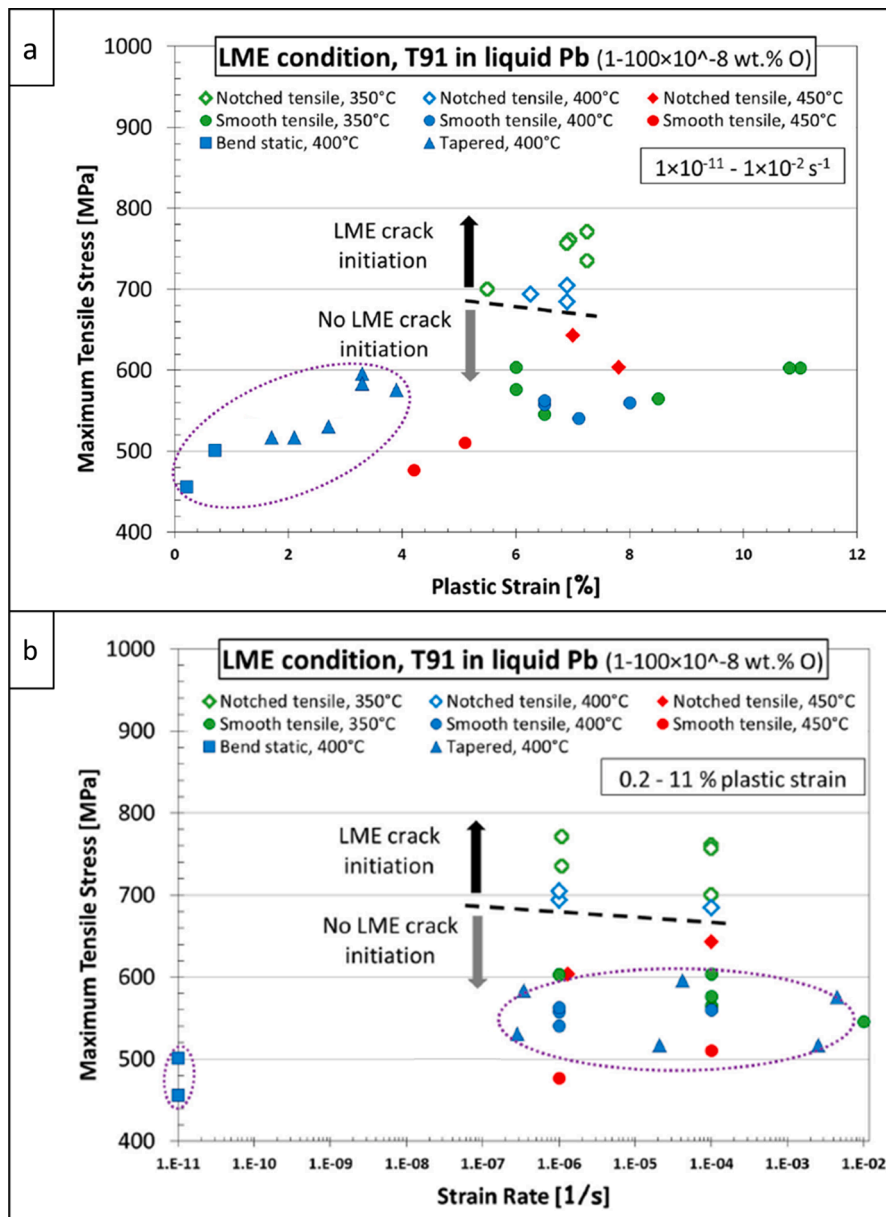 a
LME condition, T91 in liquid Pb (1-100×10^-8 wt.% O)
Notched tensile, 350°C Notched tensile, 400°C Notched tensile, 450°C
Smooth tensile, 350°C Smooth tensile, 400°C Smooth tensile, 450°C
Bend static, 400°C Tapered, 400°C
1×10⁻¹¹ - 1×10⁻² s⁻¹
LME crack
initiation
No LME crack
initiation
Maximum Tensile Stress [MPa]
1000
900
800
700
600
500
400
0 2 4 6 8 10 12
Plastic Strain [%]
b
LME condition, T91 in liquid Pb (1-100×10^-8 wt.% O)
Notched tensile, 350°C Notched tensile, 400°C Notched tensile, 450°C
Smooth tensile, 350°C Smooth tensile, 400°C Smooth tensile, 450°C
Bend static, 400°C Tapered, 400°C
0.2 - 11 % plastic strain
LME crack
initiation
No LME crack
initiation
Maximum Tensile Stress [MPa]
1000
900
800
700
600
500
400
1.E-11 1.E-10 1.E-09 1.E-08 1.E-07 1.E-06 1.E-05 1.E-04 1.E-03 1.E-02
Strain Rate [1/s]